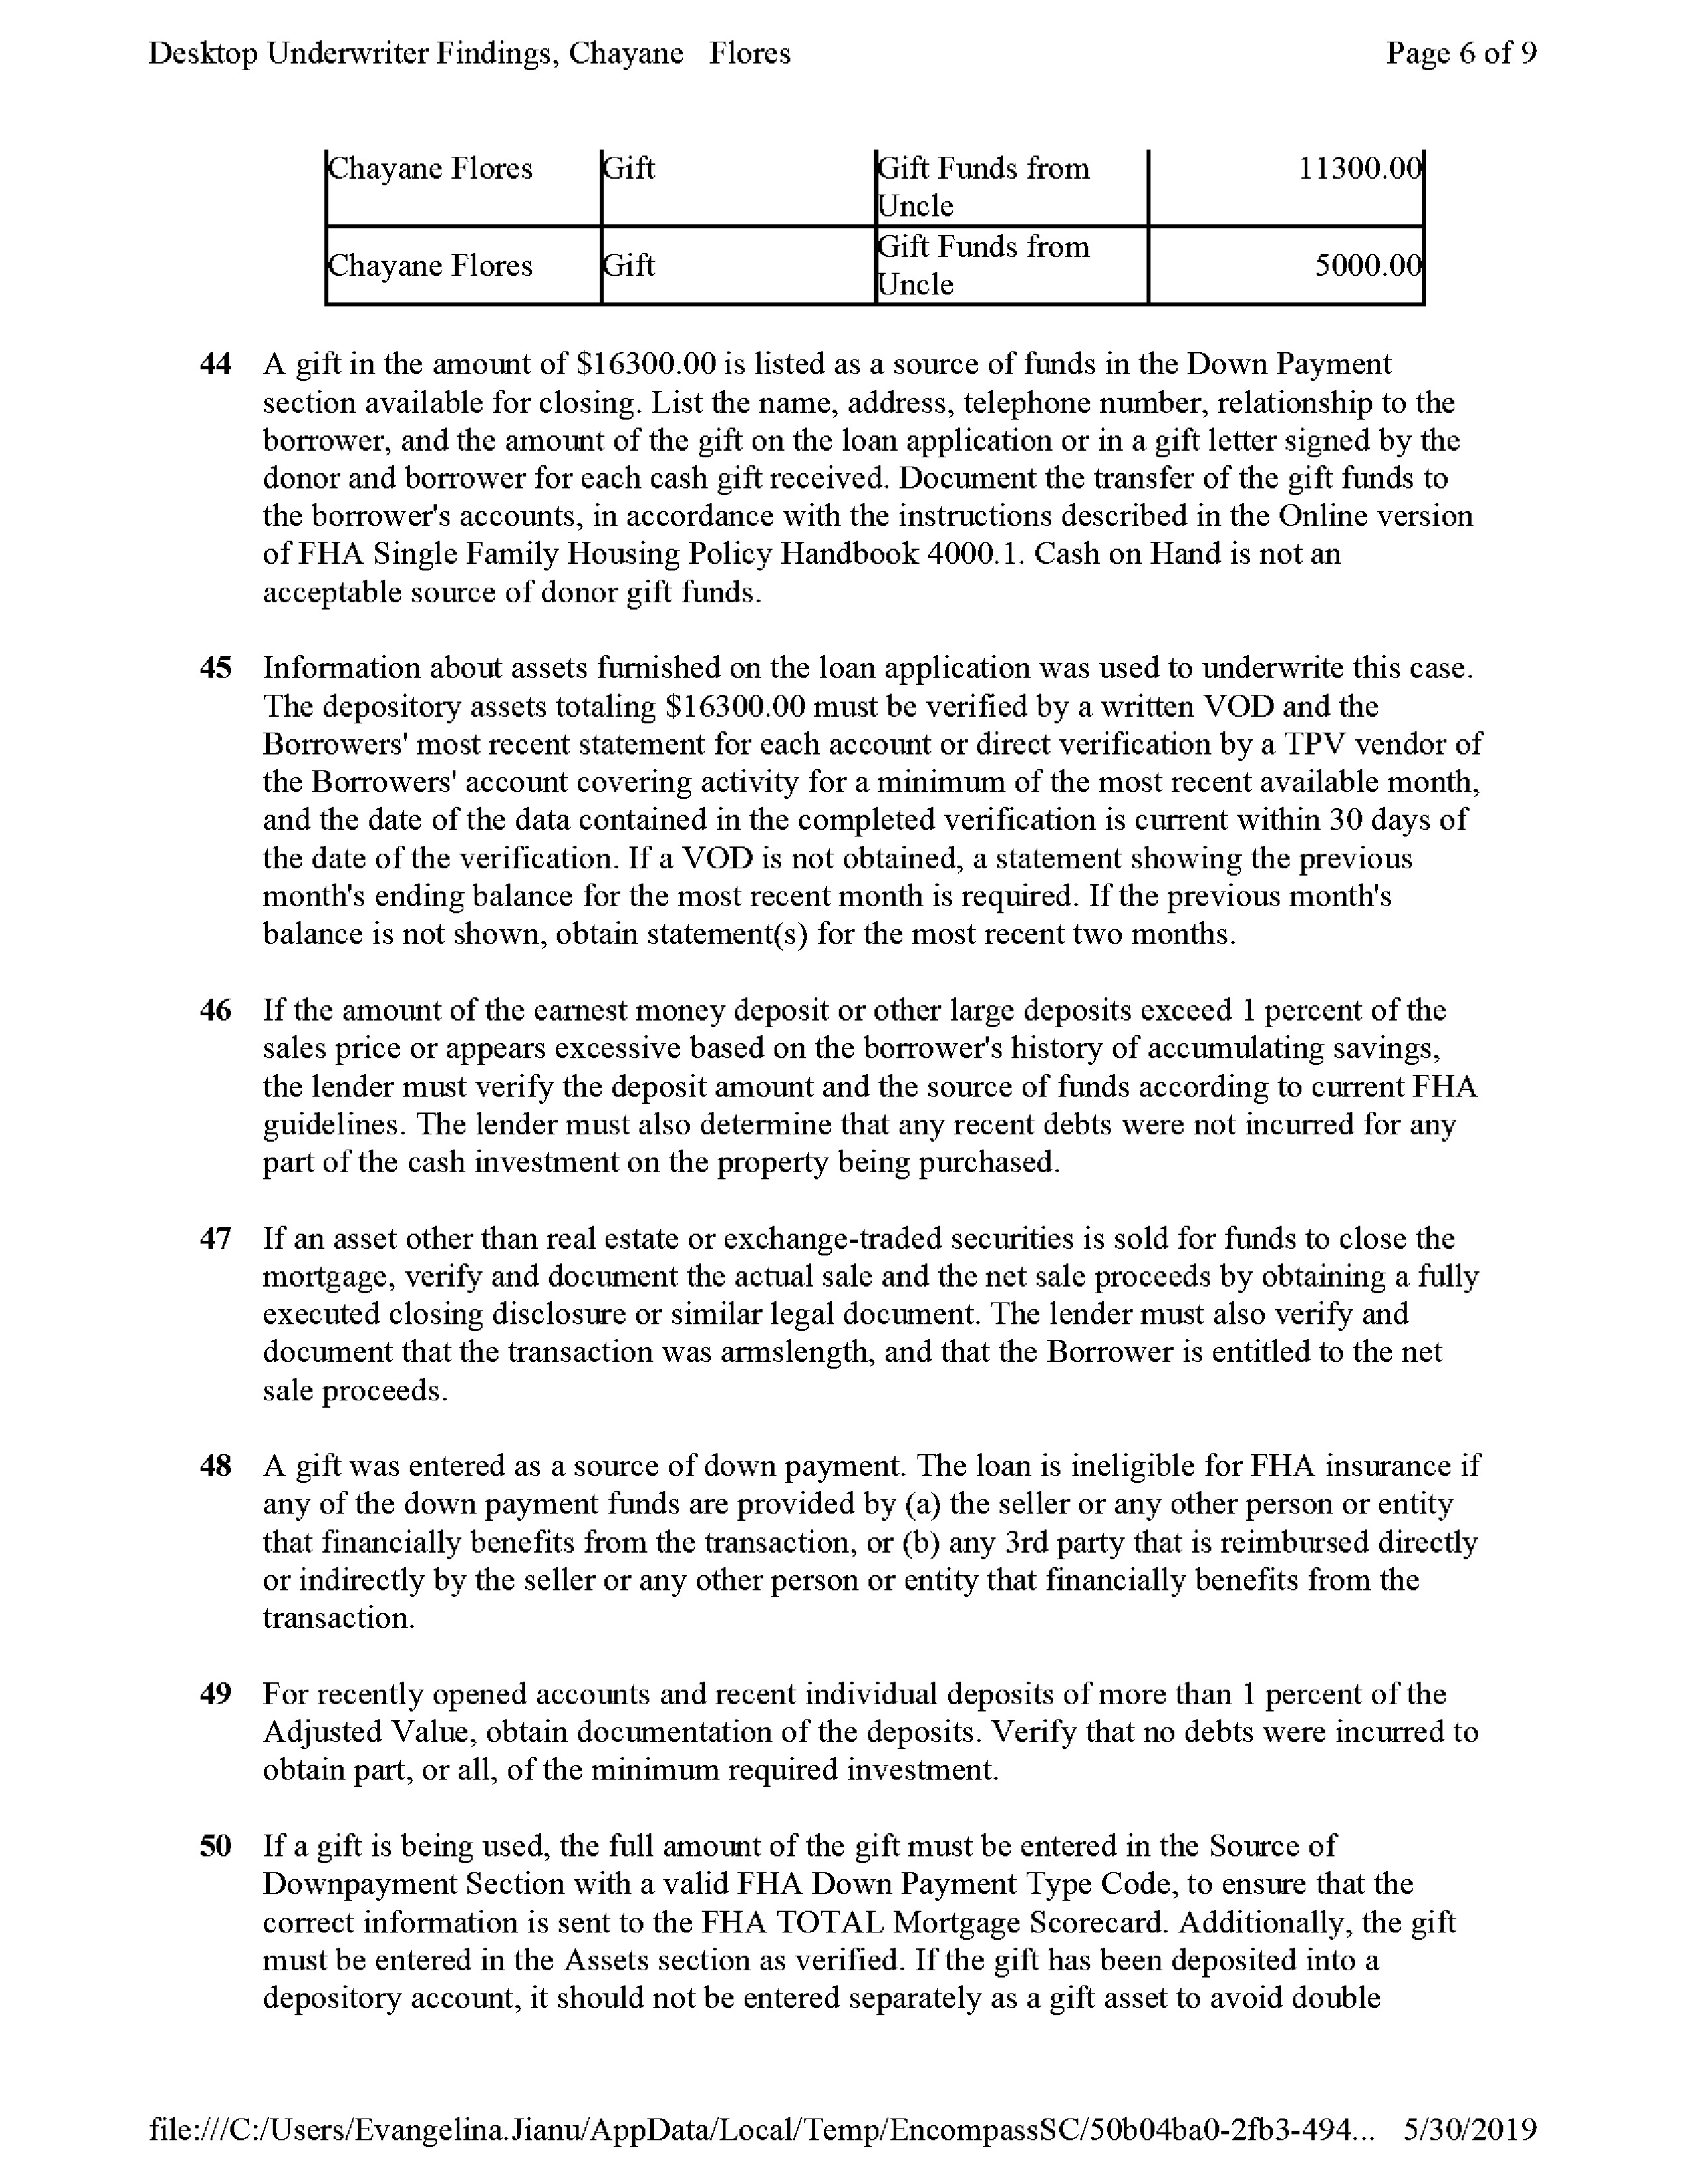 Desktop Underwriter Findings, Chayane Flores Page 6 of 9
Chayane Flores Gift Gift Funds from Uncle 11300.00
Chayane Flores Gift Gift Funds from Uncle 5000.00
44 A gift in the amount of $16300.00 is listed as a source of funds in the Down Payment
section available for closing. List the name, address, telephone number, relationship to the
borrower, and the amount of the gift on the loan application or in a gift letter signed by the
donor and borrower for each cash gift received. Document the transfer of the gift funds to
the borrower's accounts, in accordance with the instructions described in the Online version
of FHA Single Family Housing Policy Handbook 4000.1. Cash on Hand is not an
acceptable source of donor gift funds.
45 Information about assets furnished on the loan application was used to underwrite this case.
The depository assets totaling $16300.00 must be verified by a written VOD and the
Borrowers' most recent statement for each account or direct verification by a TPV vendor of
the Borrowers' account covering activity for a minimum of the most recent available month,
and the date of the data contained in the completed verification is current within 30 days of
the date of the verification. If a VOD is not obtained, a statement showing the previous
month's ending balance for the most recent month is required. If the previous month's
balance is not shown, obtain statement(s) for the most recent two months.
46 If the amount of the earnest money deposit or other large deposits exceed 1 percent of the
sales price or appears excessive based on the borrower's history of accumulating savings,
the lender must verify the deposit amount and the source of funds according to current FHA
guidelines. The lender must also determine that any recent debts were not incurred for any
part of the cash investment on the property being purchased.
47 If an asset other than real estate or exchange-traded securities is sold for funds to close the
mortgage, verify and document the actual sale and the net sale proceeds by obtaining a fully
executed closing disclosure or similar legal document. The lender must also verify and
document that the transaction was armslength, and that the Borrower is entitled to the net
sale proceeds.
48 A gift was entered as a source of down payment. The loan is ineligible for FHA insurance if
any of the down payment funds are provided by (a) the seller or any other person or entity
that financially benefits from the transaction, or (b) any 3rd party that is reimbursed directly
or indirectly by the seller or any other person or entity that financially benefits from the
transaction.
49 For recently opened accounts and recent individual deposits of more than 1 percent of the
Adjusted Value, obtain documentation of the deposits. Verify that no debts were incurred to
obtain part, or all, of the minimum required investment.
50 If a gift is being used, the full amount of the gift must be entered in the Source of
Downpayment Section with a valid FHA Down Payment Type Code, to ensure that the
correct information is sent to the FHA TOTAL Mortgage Scorecard. Additionally, the gift
must be entered in the Assets section as verified. If the gift has been deposited into a
depository account, it should not be entered separately as a gift asset to avoid double
file:///C:/Users/Evangelina.Jianu/AppData/Local/Temp/EncompassSC/50b04ba0-2fb3-494... 5/30/2019